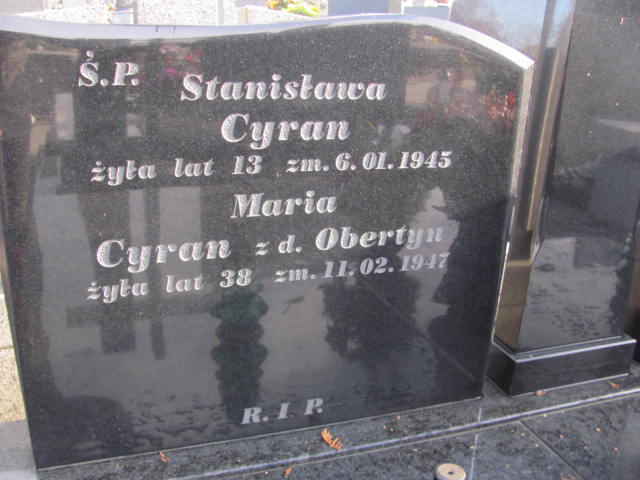 Ś.P. Stanisława
Cyran
żyła lat 13 zm. 6.01.1945
Maria
Cyran z d. Obertyn
żyła lat 38 zm. 11.02.1947
R. I P.